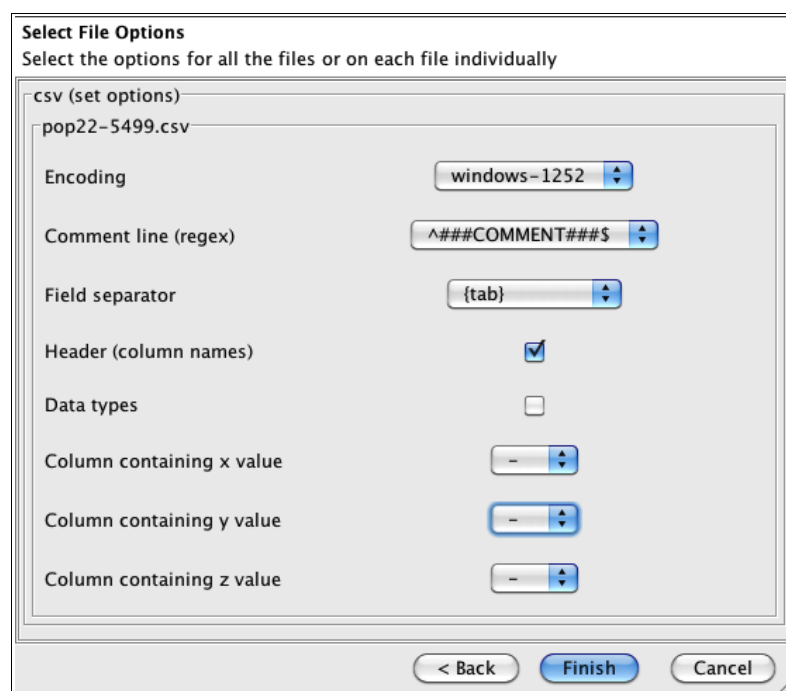 Select File Options
Select the options for all the files or on each file individually
csv (set options)
pop22-5499.csv
Encoding windows-1252
Comment line (regex) ^###COMMENT###$
Field separator {tab}
Header (column names)
Data types
Column containing x value -
Column containing y value -
Column containing z value -
< Back Finish Cancel